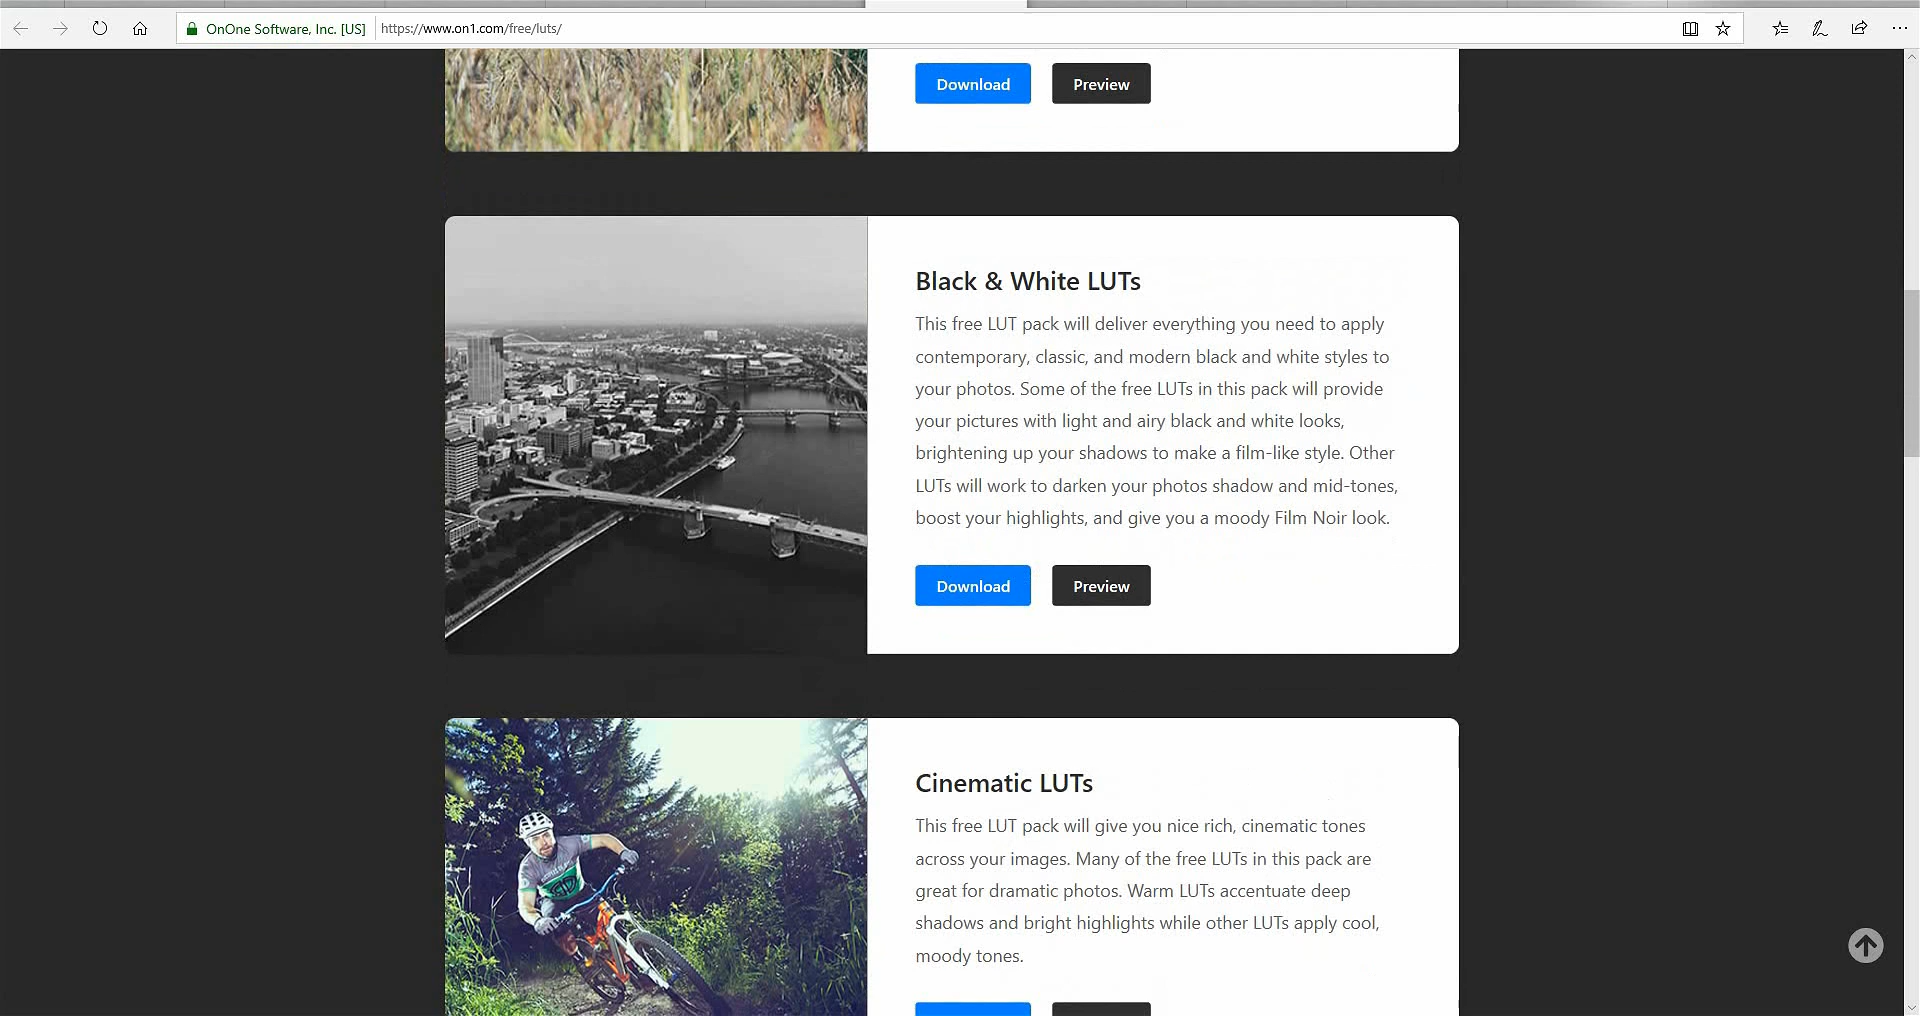 OnOne Software, Inc. [US] https://www.on1.com/free/luts/
Download Preview
Black & White LUTs
This free LUT pack will deliver everything you need to apply
contemporary, classic, and modern black and white styles to
your photos. Some of the free LUTs in this pack will provide
your pictures with light and airy black and white looks,
brightening up your shadows to make a film-like style. Other
LUTs will work to darken your photos shadow and mid-tones,
boost your highlights, and give you a moody Film Noir look.
Download Preview
Cinematic LUTs
This free LUT pack will give you nice rich, cinematic tones
across your images. Many of the free LUTs in this pack are
great for dramatic photos. Warm LUTs accentuate deep
shadows and bright highlights while other LUTs apply cool,
moody tones.